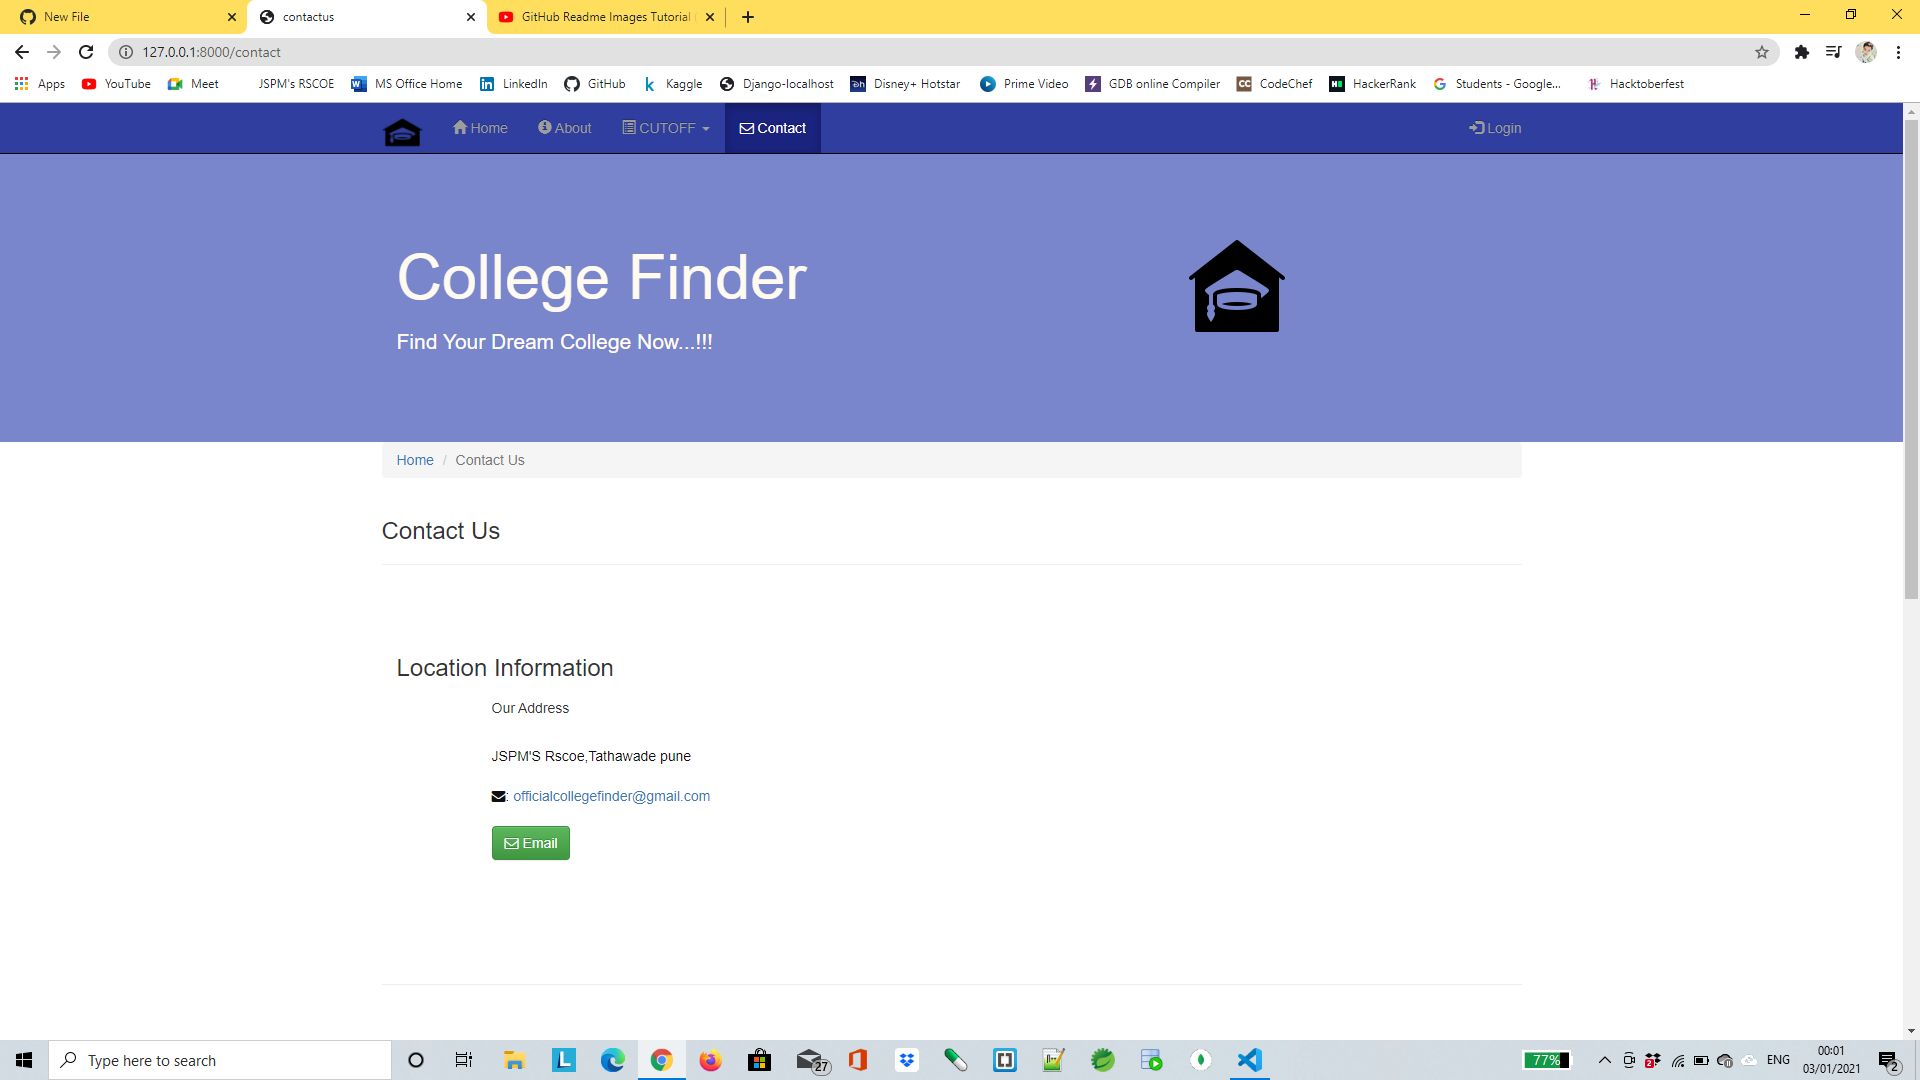 New File
contactus
GitHub Readme Images Tutorial
127.0.0.1:8000/contact
Apps YouTube Meet JSPM's RSCOE MS Office Home LinkedIn GitHub Kaggle Django-localhost Disney+ Hotstar Prime Video GDB online Compiler CodeChef HackerRank Students - Google... Hacktoberfest
Home About CUTOFF Contact Login
College Finder
Find Your Dream College Now...!!!
Home / Contact Us
Contact Us
Location Information
Our Address
JSPM'S Rscoe,Tathawade pune
: officialcollegefinder@gmail.com
Email
Type here to search
27
77%
2
ENG
00:01
03/01/2021
2